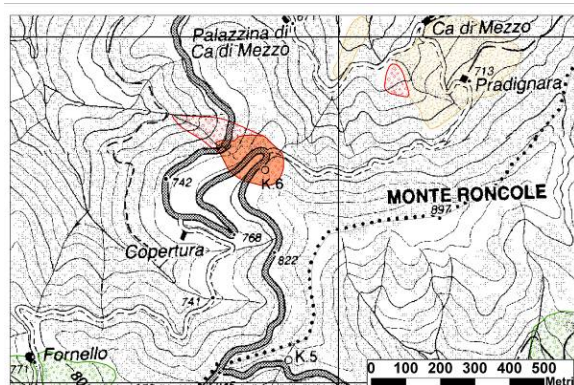 Palazzina di
Ca di Mezzo
671
Ca di Mezzo
713
Pradignara
K.6
742
MONTE RONCOLE
897
768
Copertura
822
741
Fornello
771
K.5
0 100 200 300 400 500
Metri